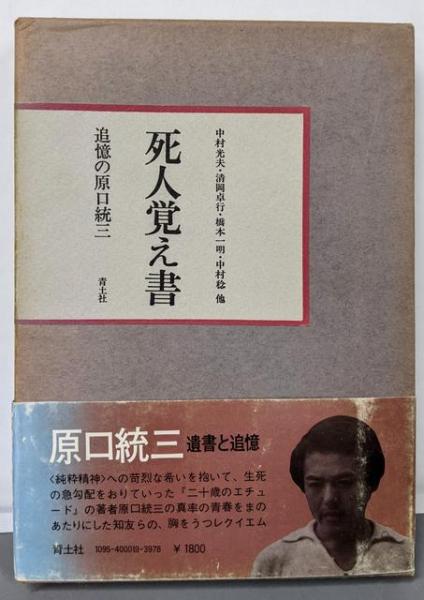 中村光夫・清岡卓行・橋本一明・中村稔 他
死人覚え書
追憶の原口統三
青土社
原口統三 遺書と追憶
〈純粋精神〉への苛烈な希いを抱いて、生死
の急勾配をおりていった『二十歳のエチュ
ード』の著者原口統三の真率の青春をまの
あたりにした知友らの、胸をうつレクイエム
青土社 1095-400010-3978 ¥1800